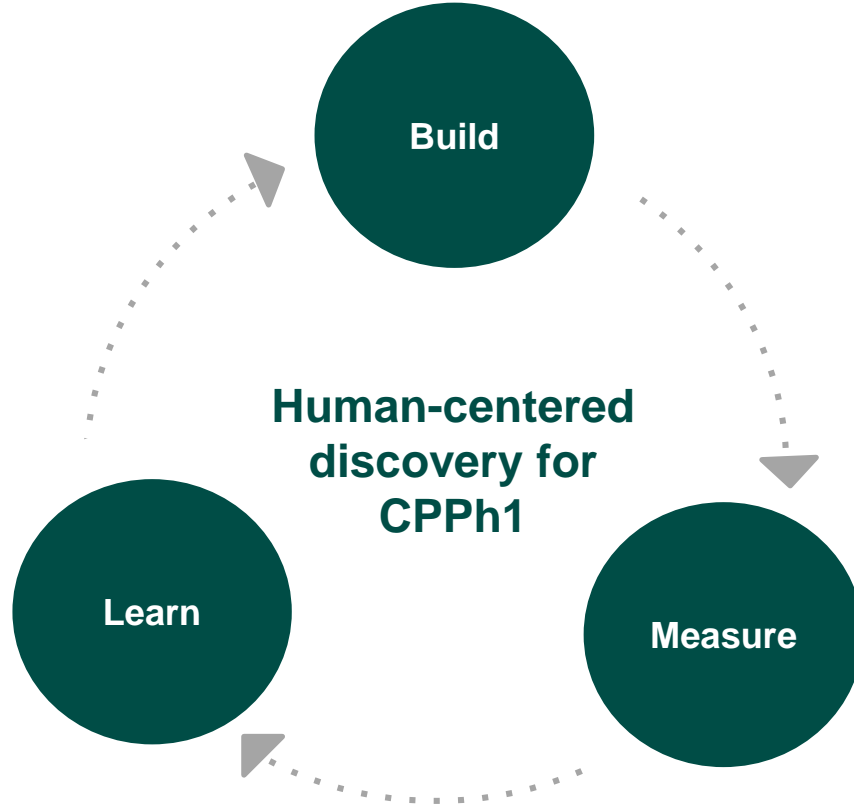 Build
Human-centered
discovery for
CPPh1
Learn
Measure